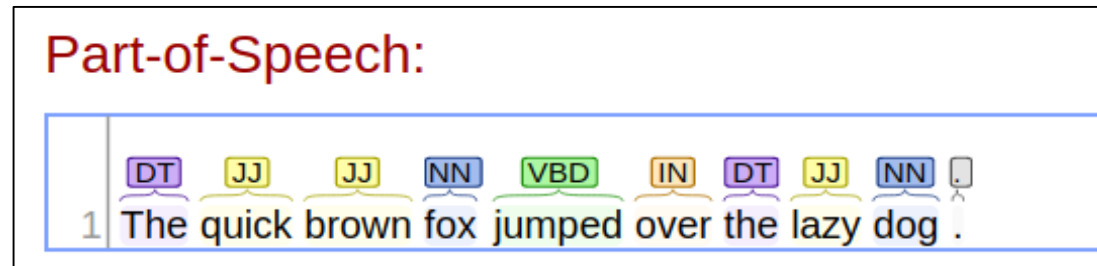 Part-of-Speech:
DT JJ JJ NN VBD IN DT JJ NN .
1 The quick brown fox jumped over the lazy dog .